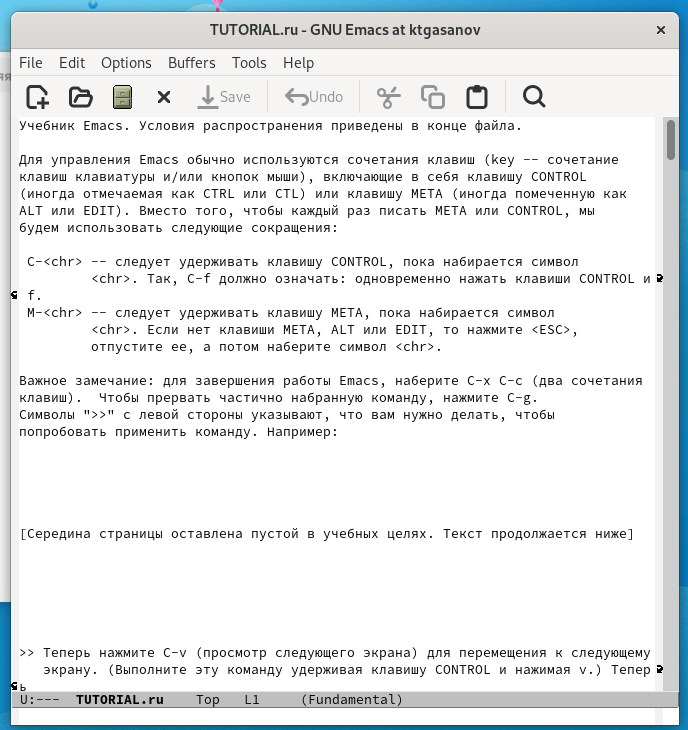 TUTORIAL.ru - GNU Emacs at ktgasanov
File Edit Options Buffers Tools Help
Save Undo
Учебник Emacs. Условия распространения приведены в конце файла.
Для управления Emacs обычно используются сочетания клавиш (key -- сочетание
клавиш клавиатуры и/или кнопок мыши), включающие в себя клавишу CONTROL
(иногда отмечаемая как CTRL или CTL) или клавишу META (иногда помеченную как
ALT или EDIT). Вместо того, чтобы каждый раз писать META или CONTROL, мы
будем использовать следующие сокращения:
C-<chr> -- следует удерживать клавишу CONTROL, пока набирается символ
<chr>. Так, C-f должно означать: одновременно нажать клавиши CONTROL и
f.
M-<chr> -- следует удерживать клавишу META, пока набирается символ
<chr>. Если нет клавиши META, ALT или EDIT, то нажмите <ESC>,
отпустите ее, а потом наберите символ <chr>.
Важное замечание: для завершения работы Emacs, наберите C-x C-c (два сочетания
клавиш).  Чтобы прервать частично набранную команду, нажмите C-g.
Символы ">>" с левой стороны указывают, что вам нужно делать, чтобы
попробовать применить команду. Например:
[Середина страницы оставлена пустой в учебных целях. Текст продолжается ниже]
>> Теперь нажмите C-v (просмотр следующего экрана) для перемещения к следующему
экрану. (Выполните эту команду удерживая клавишу CONTROL и нажимая v.) Тепер
ь
U:--- TUTORIAL.ru Top L1 (Fundamental)